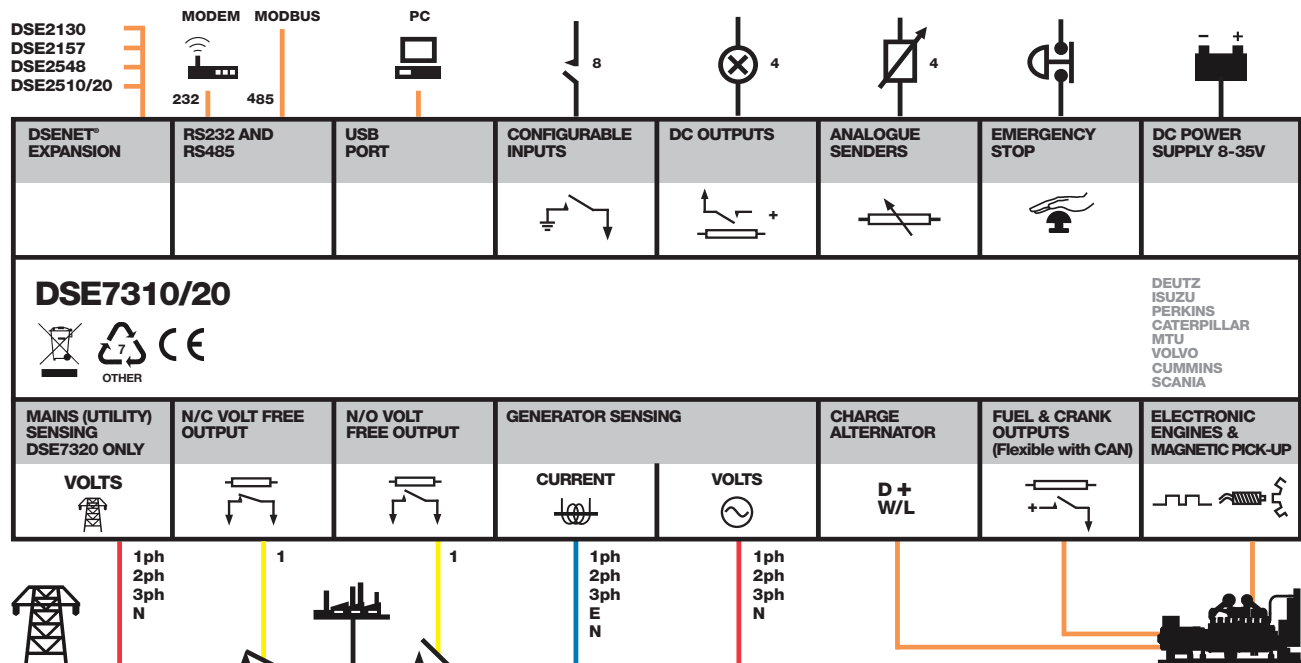 DSE2130
DSE2157
DSE2548
DSE2510/20
MODEM
MODBUS
PC
232
485
8
4
4
- +
DSENET® EXPANSION
RS232 AND RS485
USB PORT
CONFIGURABLE INPUTS
DC OUTPUTS
ANALOGUE SENDERS
EMERGENCY STOP
DC POWER SUPPLY 8-35V
+
DSE7310/20
7
OTHER
CE
DEUTZ
ISUZU
PERKINS
CATERPILLAR
MTU
VOLVO
CUMMINS
SCANIA
MAINS (UTILITY) SENSING DSE7320 ONLY
N/C VOLT FREE OUTPUT
N/O VOLT FREE OUTPUT
GENERATOR SENSING
CHARGE ALTERNATOR
FUEL & CRANK OUTPUTS (Flexible with CAN)
ELECTRONIC ENGINES & MAGNETIC PICK-UP
VOLTS
CURRENT
VOLTS
D +
W/L
+
1ph
2ph
3ph
N
1
1
1ph
2ph
3ph
E
N
1ph
2ph
3ph
N